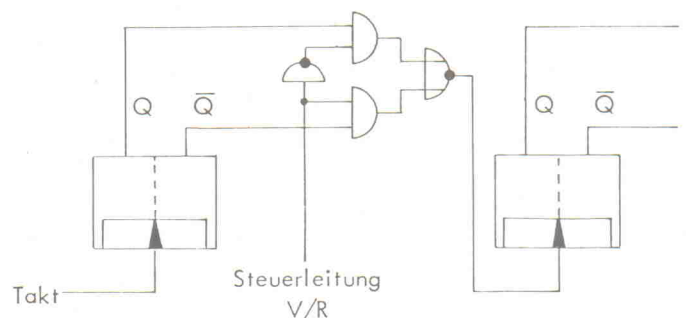 Q Q̅
Q Q̅
Takt
Steuerleitung
V/R